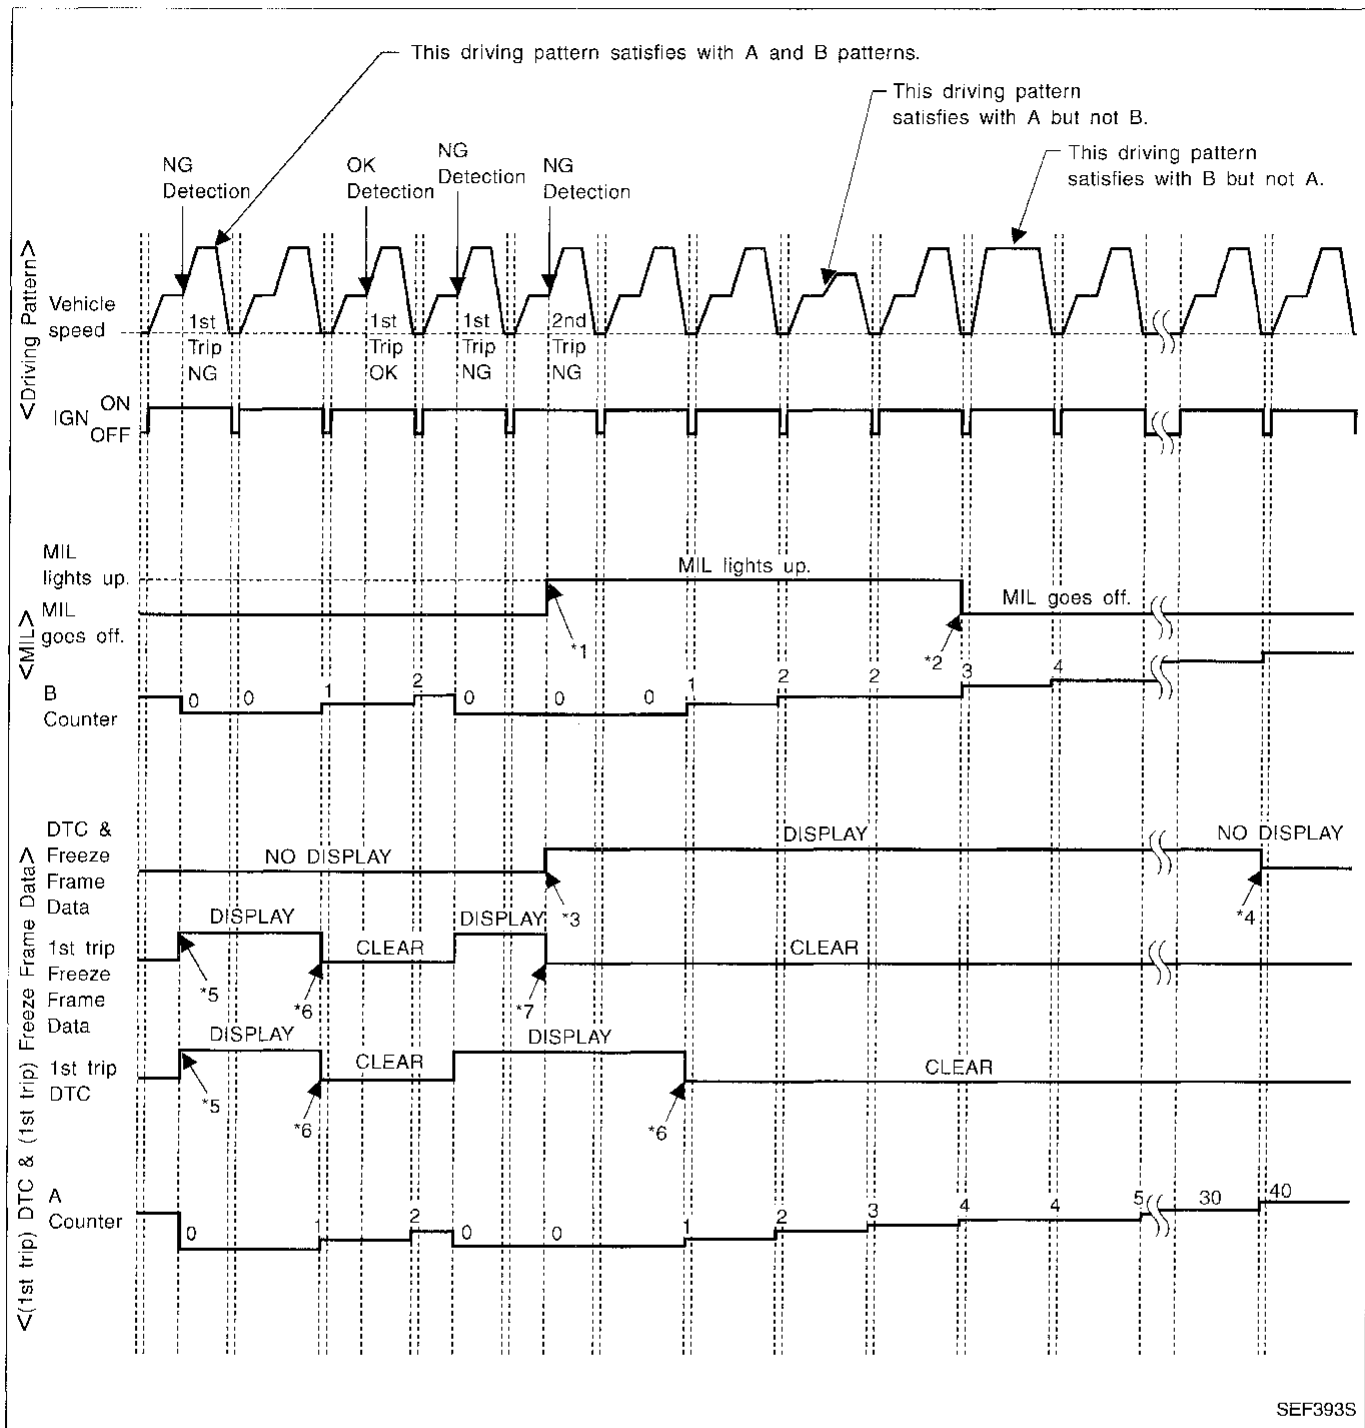 This driving pattern satisfies with A and B patterns.
This driving pattern
satisfies with A but not B.
This driving pattern
satisfies with B but not A.
NG
Detection
OK
Detection
NG
Detection
NG
Detection
<Driving Pattern>
Vehicle
speed
1st
Trip
NG
1st
Trip
OK
1st
Trip
NG
2nd
Trip
NG
IGN ON
OFF
<MIL>
MIL
lights up.
MIL lights up.
MIL
goes off.
MIL goes off.
*1
*2
B
Counter
0 0 1 2 0 0 0 1 2 2 3 4
<(1st trip) DTC & (1st trip) Freeze Frame Data>
DTC &
Freeze
Frame
Data
NO DISPLAY
DISPLAY
NO DISPLAY
*3
*4
1st trip
Freeze
Frame
Data
DISPLAY
CLEAR
DISPLAY
CLEAR
*5
*6
*7
1st trip
DTC
DISPLAY
CLEAR
DISPLAY
CLEAR
*5
*6
*6
A
Counter
0 1 2 0 0 1 2 3 4 4 5 30 40
SEF393S